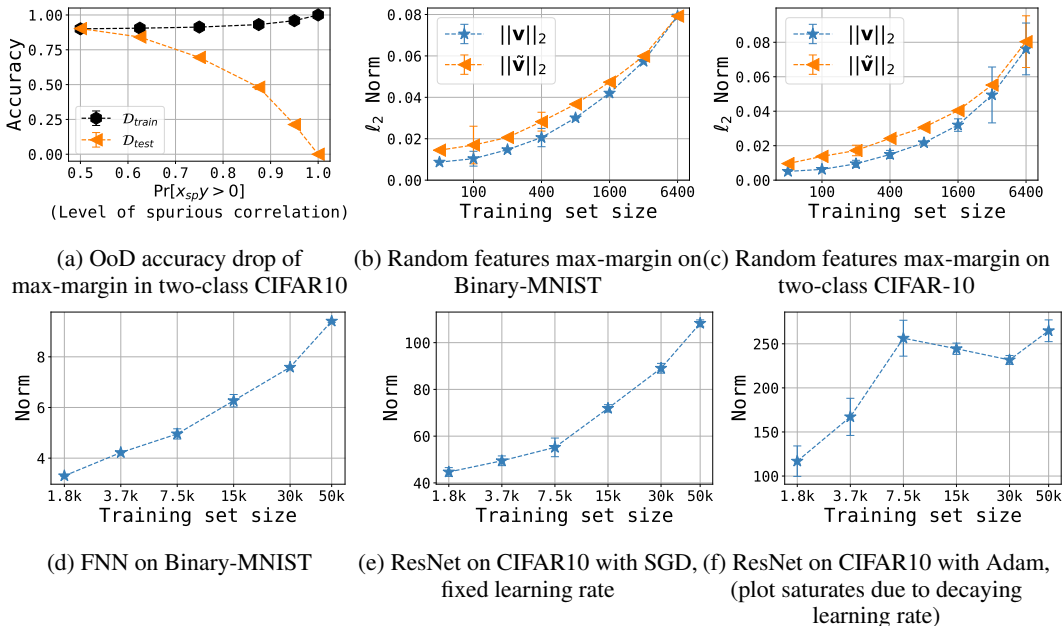 1.00
0.75
0.50
0.25
0.00
Accuracy
𝒟train
𝒟test
0.5 0.6 0.7 0.8 0.9 1.0
Pr[x_sp y > 0]
(Level of spurious correlation)
(a) OoD accuracy drop of
max-margin in two-class CIFAR10
0.08
0.06
0.04
0.02
0.00
ℓ₂ Norm
||v||₂
||ṽ||₂
100 400 1600 6400
Training set size
(b) Random features max-margin on
Binary-MNIST
0.08
0.06
0.04
0.02
0.00
ℓ₂ Norm
||v||₂
||ṽ||₂
100 400 1600 6400
Training set size
(c) Random features max-margin on
two-class CIFAR-10
8
6
4
Norm
1.8k 3.7k 7.5k 15k 30k 50k
Training set size
(d) FNN on Binary-MNIST
100
80
60
40
Norm
1.8k 3.7k 7.5k 15k 30k 50k
Training set size
(e) ResNet on CIFAR10 with SGD,
fixed learning rate
250
200
150
100
Norm
1.8k 3.7k 7.5k 15k 30k 50k
Training set size
(f) ResNet on CIFAR10 with Adam,
(plot saturates due to decaying
learning rate)